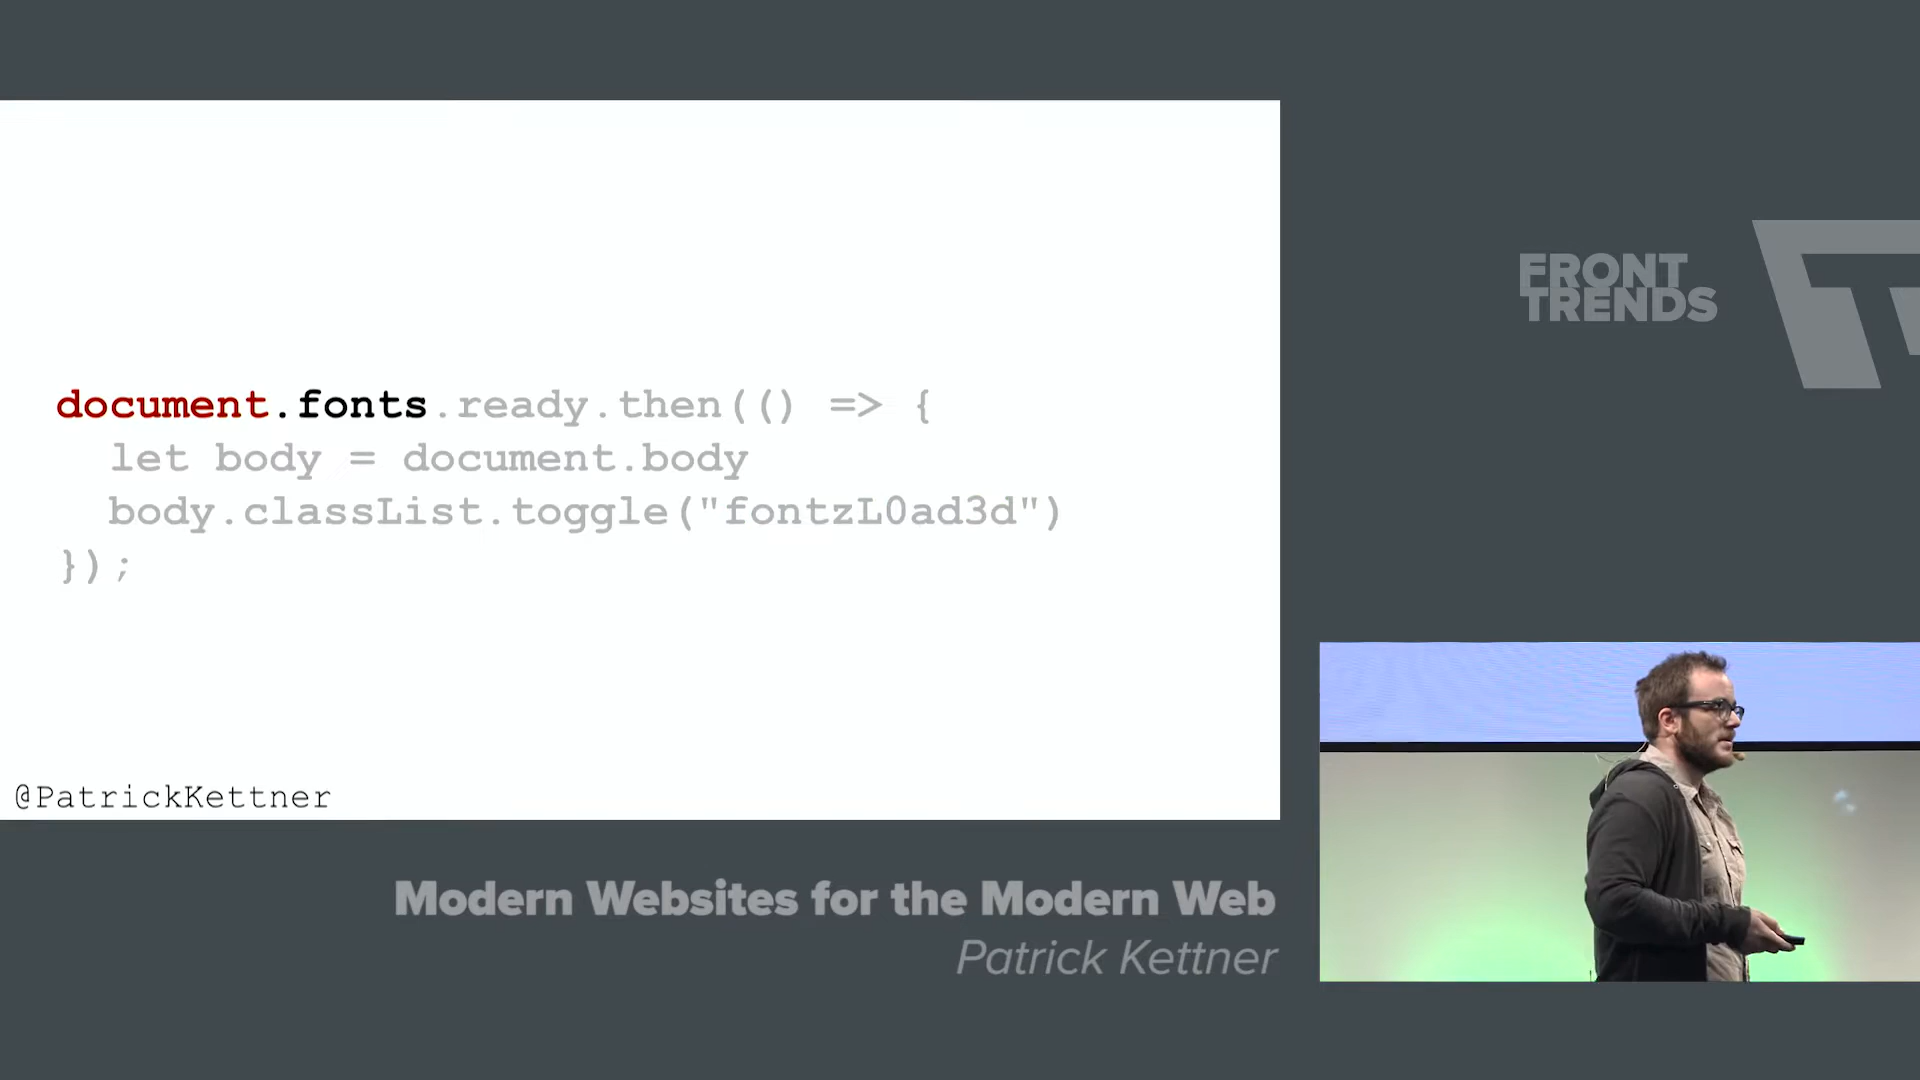 document.fonts.ready.then(() => {
  let body = document.body
  body.classList.toggle("fontzL0ad3d")
});
@PatrickKettner
FRONT
TRENDS
Modern Websites for the Modern Web
Patrick Kettner